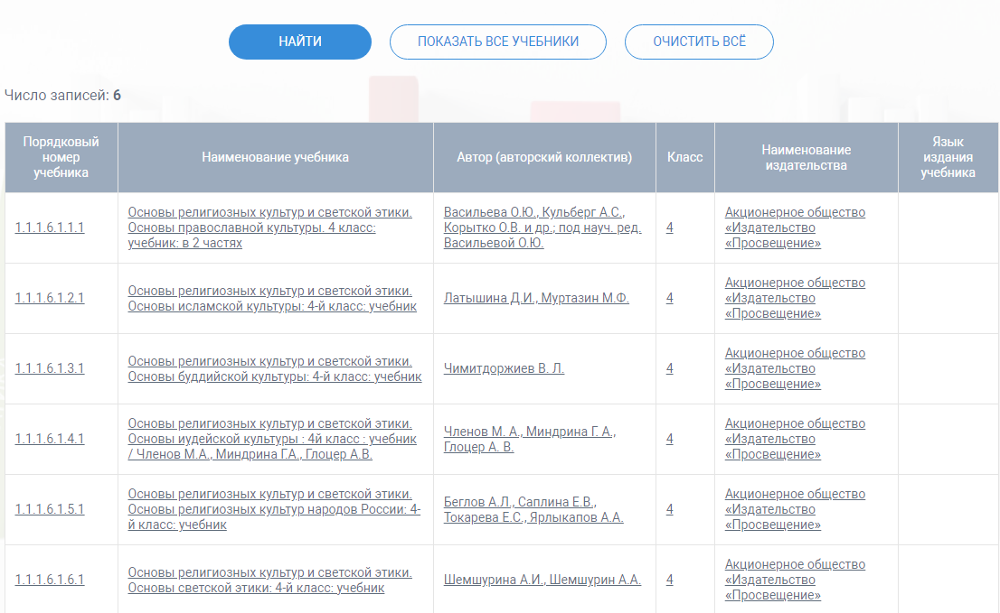 НАЙТИ
ПОКАЗАТЬ ВСЕ УЧЕБНИКИ
ОЧИСТИТЬ ВСЁ
Число записей: 6
Порядковый
номер
учебника
Наименование учебника
Автор (авторский коллектив)
Класс
Наименование
издательства
Язык
издания
учебника
1.1.1.6.1.1.1
Основы религиозных культур и светской этики.
Основы православной культуры. 4 класс:
учебник: в 2 частях
Васильева О.Ю., Кульберг А.С.,
Корытко О.В. и др.; под науч. ред.
Васильевой О.Ю.
4
Акционерное общество
«Издательство
«Просвещение»
1.1.1.6.1.2.1
Основы религиозных культур и светской этики.
Основы исламской культуры: 4-й класс: учебник
Латышина Д.И., Муртазин М.Ф.
4
Акционерное общество
«Издательство
«Просвещение»
1.1.1.6.1.3.1
Основы религиозных культур и светской этики.
Основы буддийской культуры: 4-й класс: учебник
Чимитдоржиев В. Л.
4
Акционерное общество
«Издательство
«Просвещение»
1.1.1.6.1.4.1
Основы религиозных культур и светской этики.
Основы иудейской культуры : 4й класс : учебник
/ Членов М.А., Миндрина Г.А., Глоцер А.В.
Членов М. А., Миндрина Г. А.,
Глоцер А. В.
4
Акционерное общество
«Издательство
«Просвещение»
1.1.1.6.1.5.1
Основы религиозных культур и светской этики.
Основы религиозных культур народов России: 4-
й класс: учебник
Беглов А.Л., Саплина Е.В.,
Токарева Е.С., Ярлыкапов А.А.
4
Акционерное общество
«Издательство
«Просвещение»
1.1.1.6.1.6.1
Основы религиозных культур и светской этики.
Основы светской этики: 4-й класс: учебник
Шемшурина А.И., Шемшурин А.А.
4
Акционерное общество
«Издательство
«Просвещение»